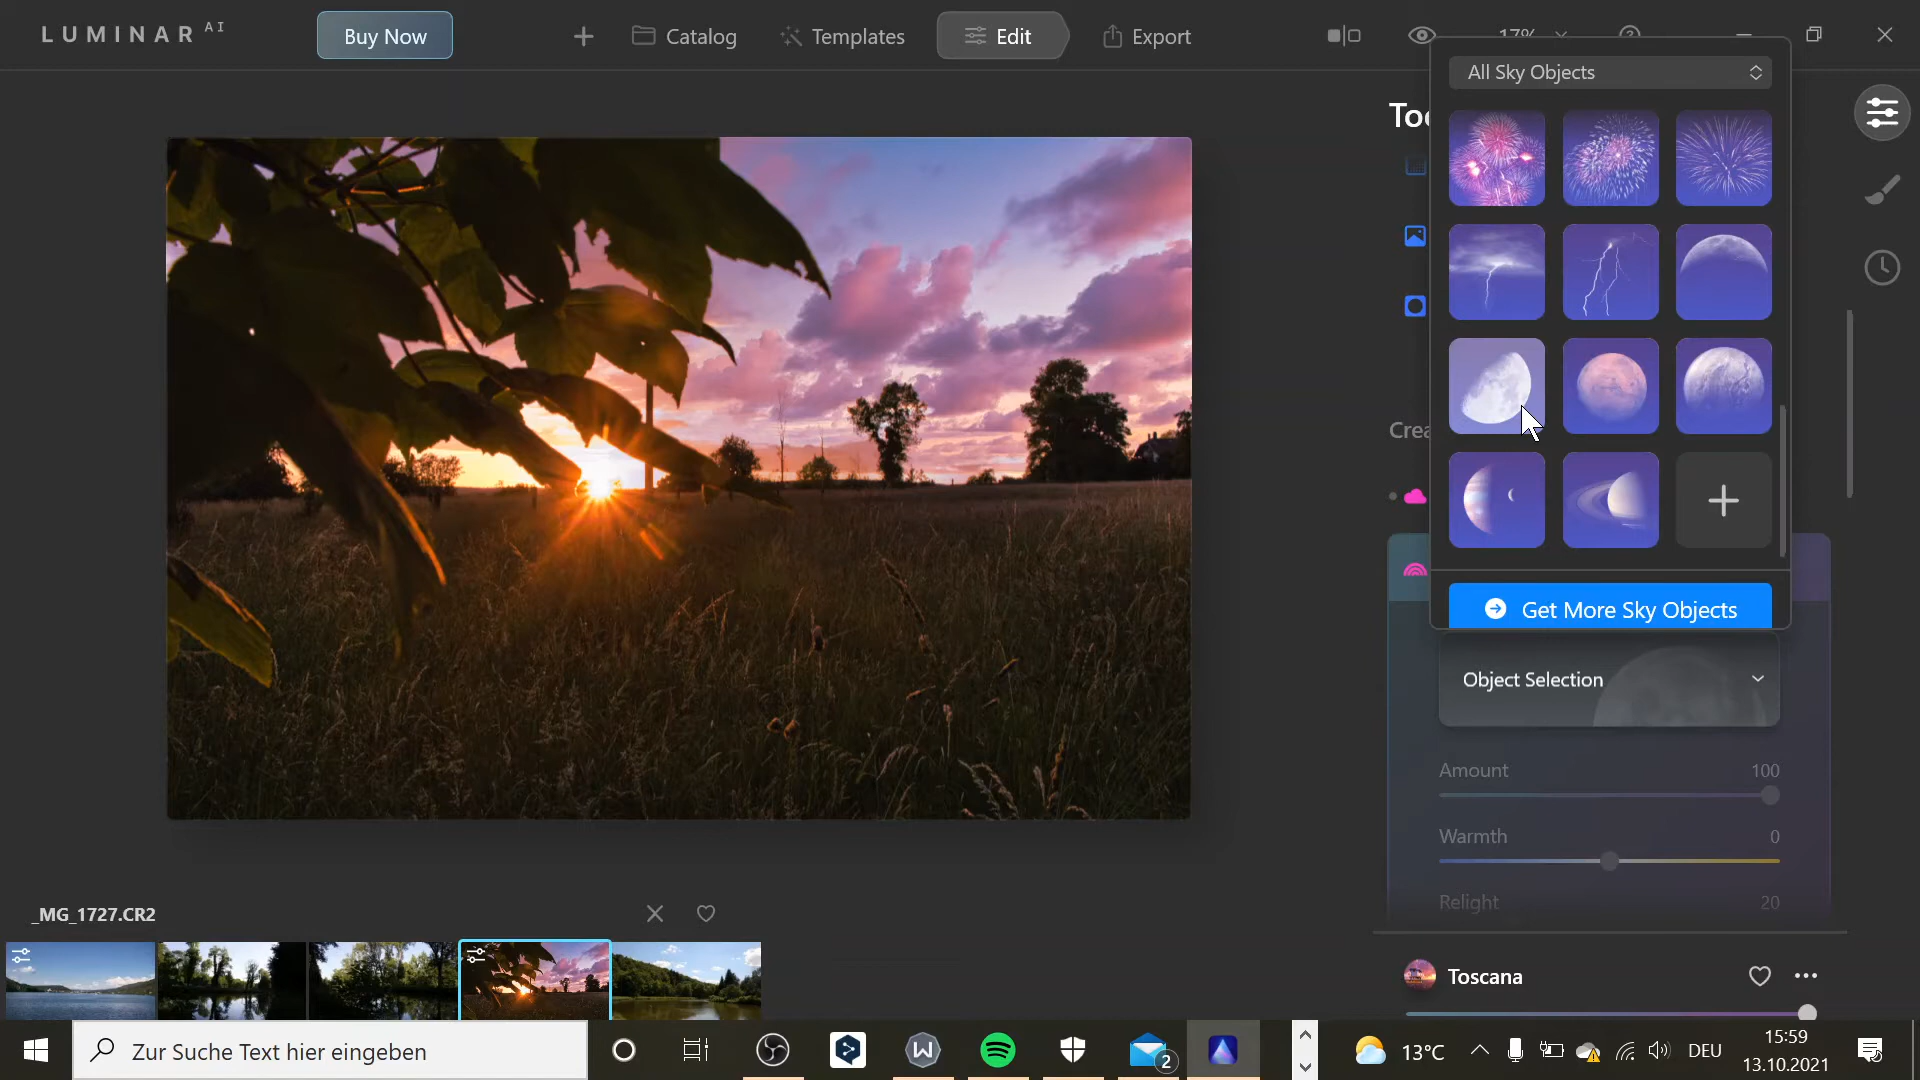 LUMINAR AI
Buy Now
Catalog
Templates
Edit
Export
17%
All Sky Objects
Get More Sky Objects
Object Selection
Amount 100
Warmth 0
Relight 20
Toscana
_MG_1727.CR2
Zur Suche Text hier eingeben
2
13°C
DEU
15:59
13.10.2021